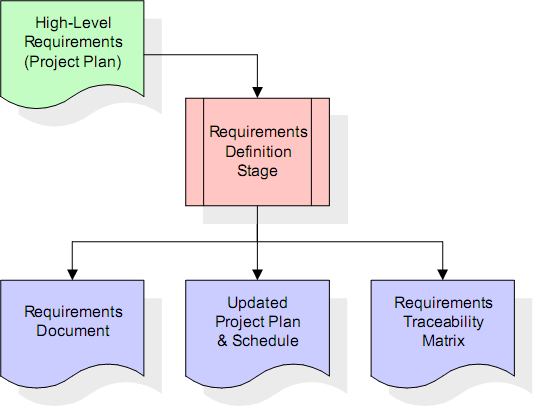 High-Level
Requirements
(Project Plan)
Requirements
Definition
Stage
Requirements
Document
Updated
Project Plan
& Schedule
Requirements
Traceability
Matrix